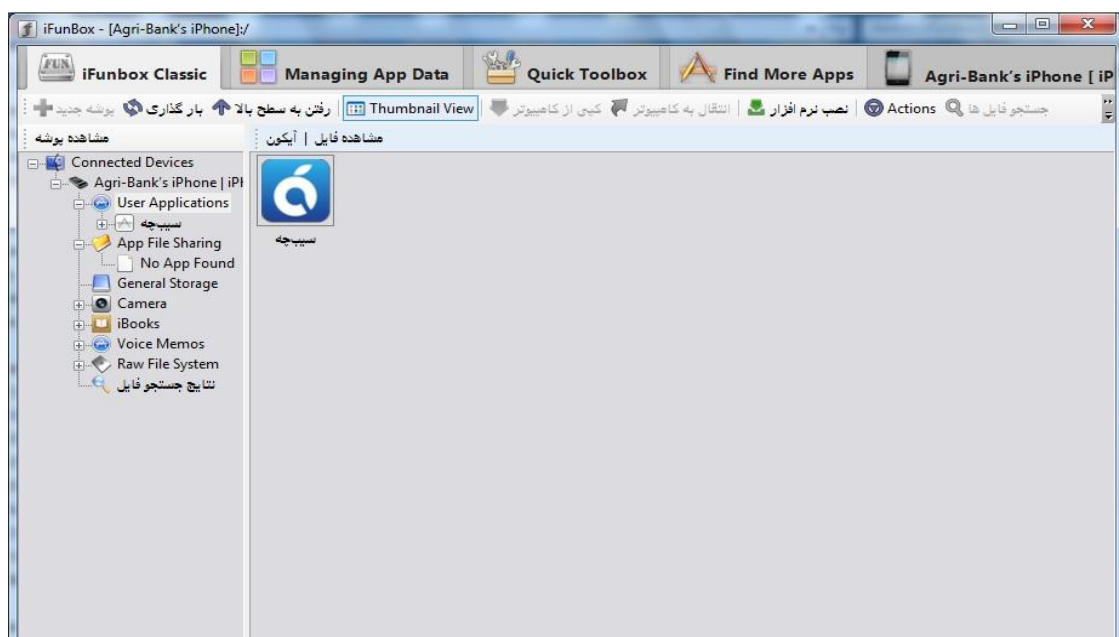 iFunBox - [Agri-Bank's iPhone]:/
iFunbox Classic Managing App Data Quick Toolbox Find More Apps Agri-Bank's iPhone [ iP
پوشه جدید بار گذاری رفتن به سطح بالا Thumbnail View کپی از کامپیوتر انتقال به کامپیوتر نصب نرم افزار Actions جستجو فایل ها
مشاهده پوشه
مشاهده فایل | آیکون
Connected Devices
Agri-Bank's iPhone | iPh
User Applications
سیبچه
App File Sharing
No App Found
General Storage
Camera
iBooks
Voice Memos
Raw File System
نتایج جستجو فایل
سیبچه